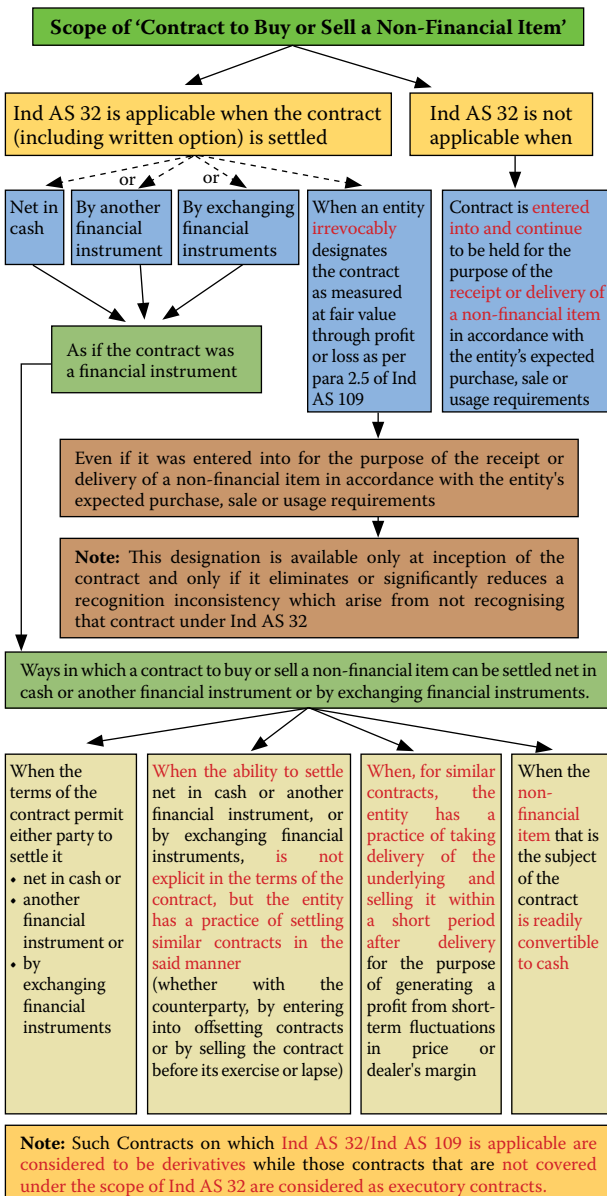 Scope of ‘Contract to Buy or Sell a Non-Financial Item’
Ind AS 32 is applicable when the contract
(including written option) is settled
Ind AS 32 is not
applicable when
or
or
Net in
cash
By another
financial
instrument
By exchanging
financial
instruments
When an entity
irrevocably
designates
the contract
as measured
at fair value
through profit
or loss as per
para 2.5 of Ind
AS 109
Contract is entered
into and continue
to be held for the
purpose of the
receipt or delivery of
a non-financial item
in accordance with
the entity’s expected
purchase, sale or
usage requirements
As if the contract was
a financial instrument
Even if it was entered into for the purpose of the receipt or
delivery of a non-financial item in accordance with the entity's
expected purchase, sale or usage requirements
Note: This designation is available only at inception of the
contract and only if it eliminates or significantly reduces a
recognition inconsistency which arise from not recognising
that contract under Ind AS 32
Ways in which a contract to buy or sell a non-financial item can be settled net in
cash or another financial instrument or by exchanging financial instruments.
When the
terms of the
contract permit
either party to
settle it
• net in cash or
• another
financial
instrument or
• by
exchanging
financial
instruments
When the ability to settle
net in cash or another
financial instrument, or
by exchanging financial
instruments, is not
explicit in the terms of the
contract, but the entity
has a practice of settling
similar contracts in the
said manner
(whether with the
counterparty, by entering
into offsetting contracts
or by selling the contract
before its exercise or lapse)
When, for similar
contracts, the
entity has a
practice of taking
delivery of the
underlying and
selling it within
a short period
after delivery
for the purpose
of generating a
profit from short-
term fluctuations
in price or
dealer's margin
When the
non-
financial
item that is
the subject
of the
contract
is readily
convertible
to cash
Note: Such Contracts on which Ind AS 32/Ind AS 109 is applicable are
considered to be derivatives while those contracts that are not covered
under the scope of Ind AS 32 are considered as executory contracts.